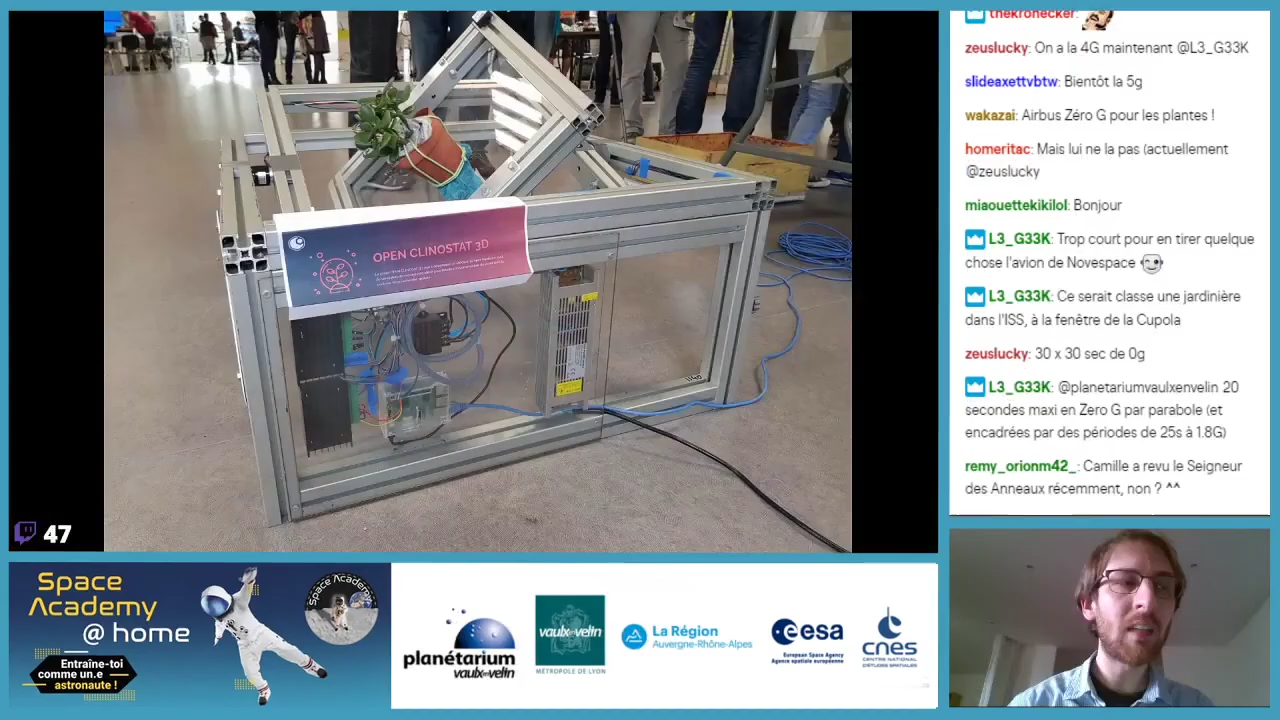 thekronecker:
zeuslucky: On a la 4G maintenant @L3_G33K
slideaxettvbtw: Bientôt la 5g
wakazai: Airbus Zéro G pour les plantes !
homeritac: Mais lui ne la pas (actuellement
@zeuslucky
miaouettekikilol: Bonjour
L3_G33K: Trop court pour en tirer quelque
chose l'avion de Novespace
L3_G33K: Ce serait classe une jardinière
dans l'ISS, à la fenêtre de la Cupola
zeuslucky: 30 x 30 sec de 0g
L3_G33K: @planetariumvaulxenvelin 20
secondes maxi en Zero G par parabole (et
encadrées par des périodes de 25s à 1.8G)
remy_orionm42_: Camille a revu le Seigneur
des Anneaux récemment, non ? ^^
OPEN CLINOSTAT 3D
47
Space
Academy
@ home
Entraîne-toi
comme un.e
astronaute !
Space Academy
planétarium
vaulx en velin
vaulx en velin
MÉTROPOLE DE LYON
La Région
Auvergne-Rhône-Alpes
esa
European Space Agency
Agence spatiale européenne
cnes
CENTRE NATIONAL
D'ÉTUDES SPATIALES